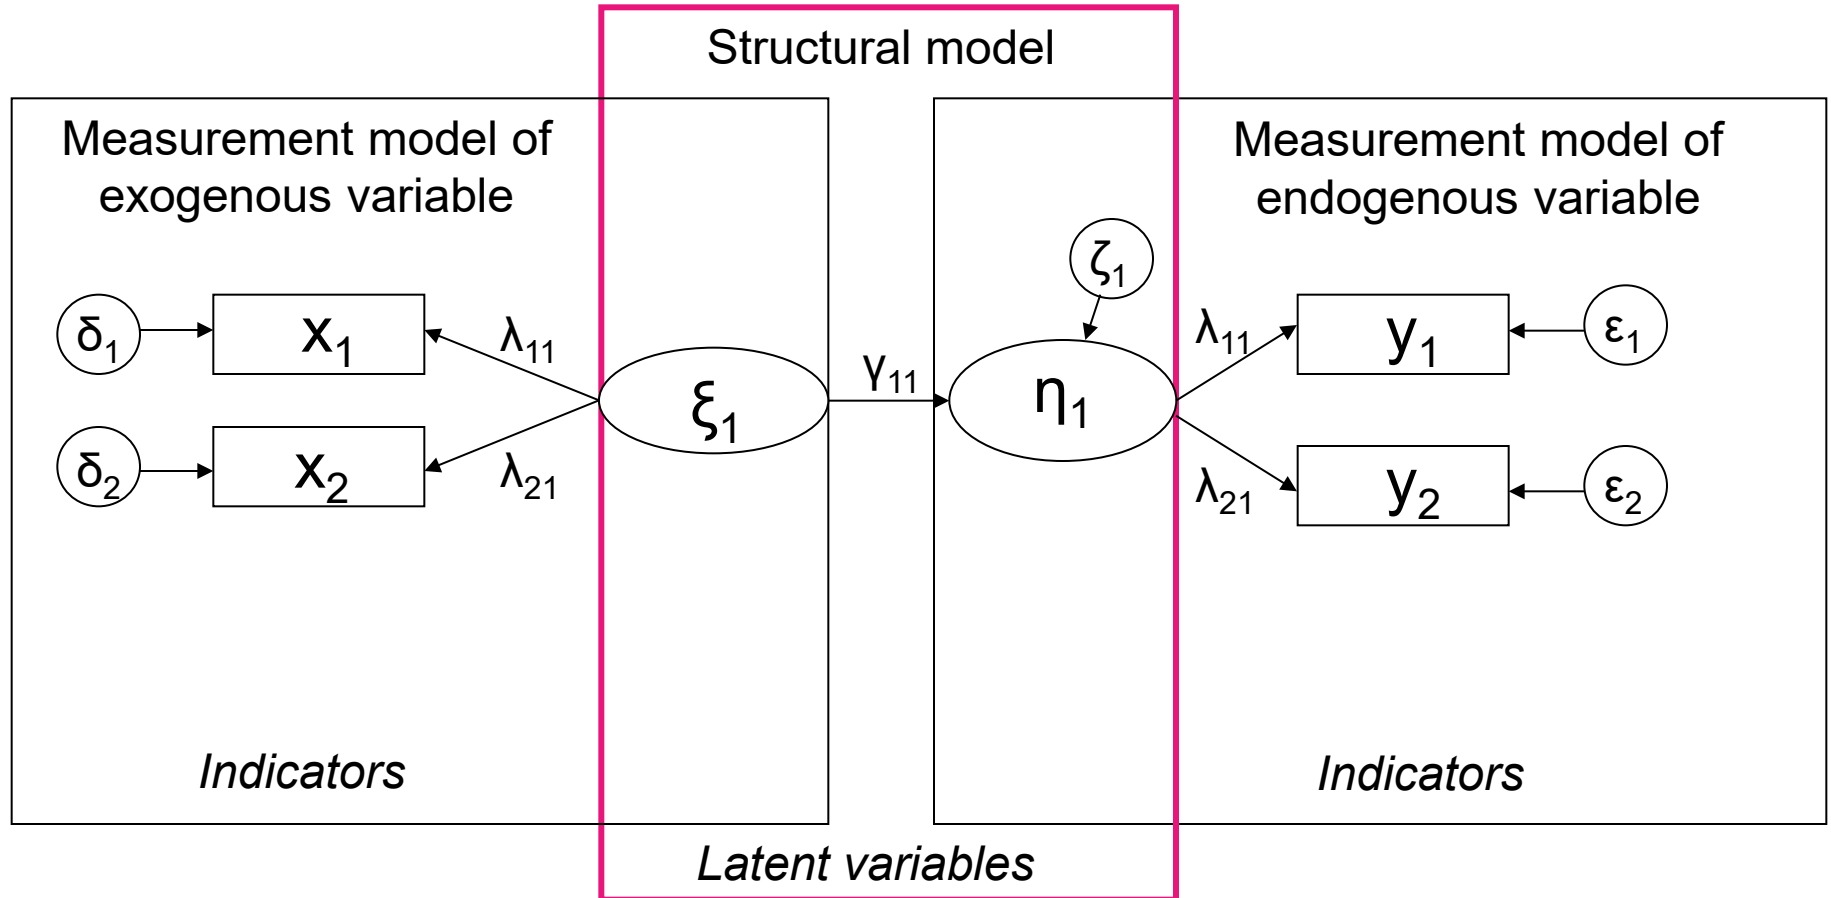 Structural model
Measurement model of
exogenous variable
Measurement model of
endogenous variable
ζ₁
δ₁
x₁
λ₁₁
γ₁₁
λ₁₁
y₁
ε₁
ξ₁
η₁
δ₂
x₂
λ₂₁
λ₂₁
y₂
ε₂
Indicators
Indicators
Latent variables